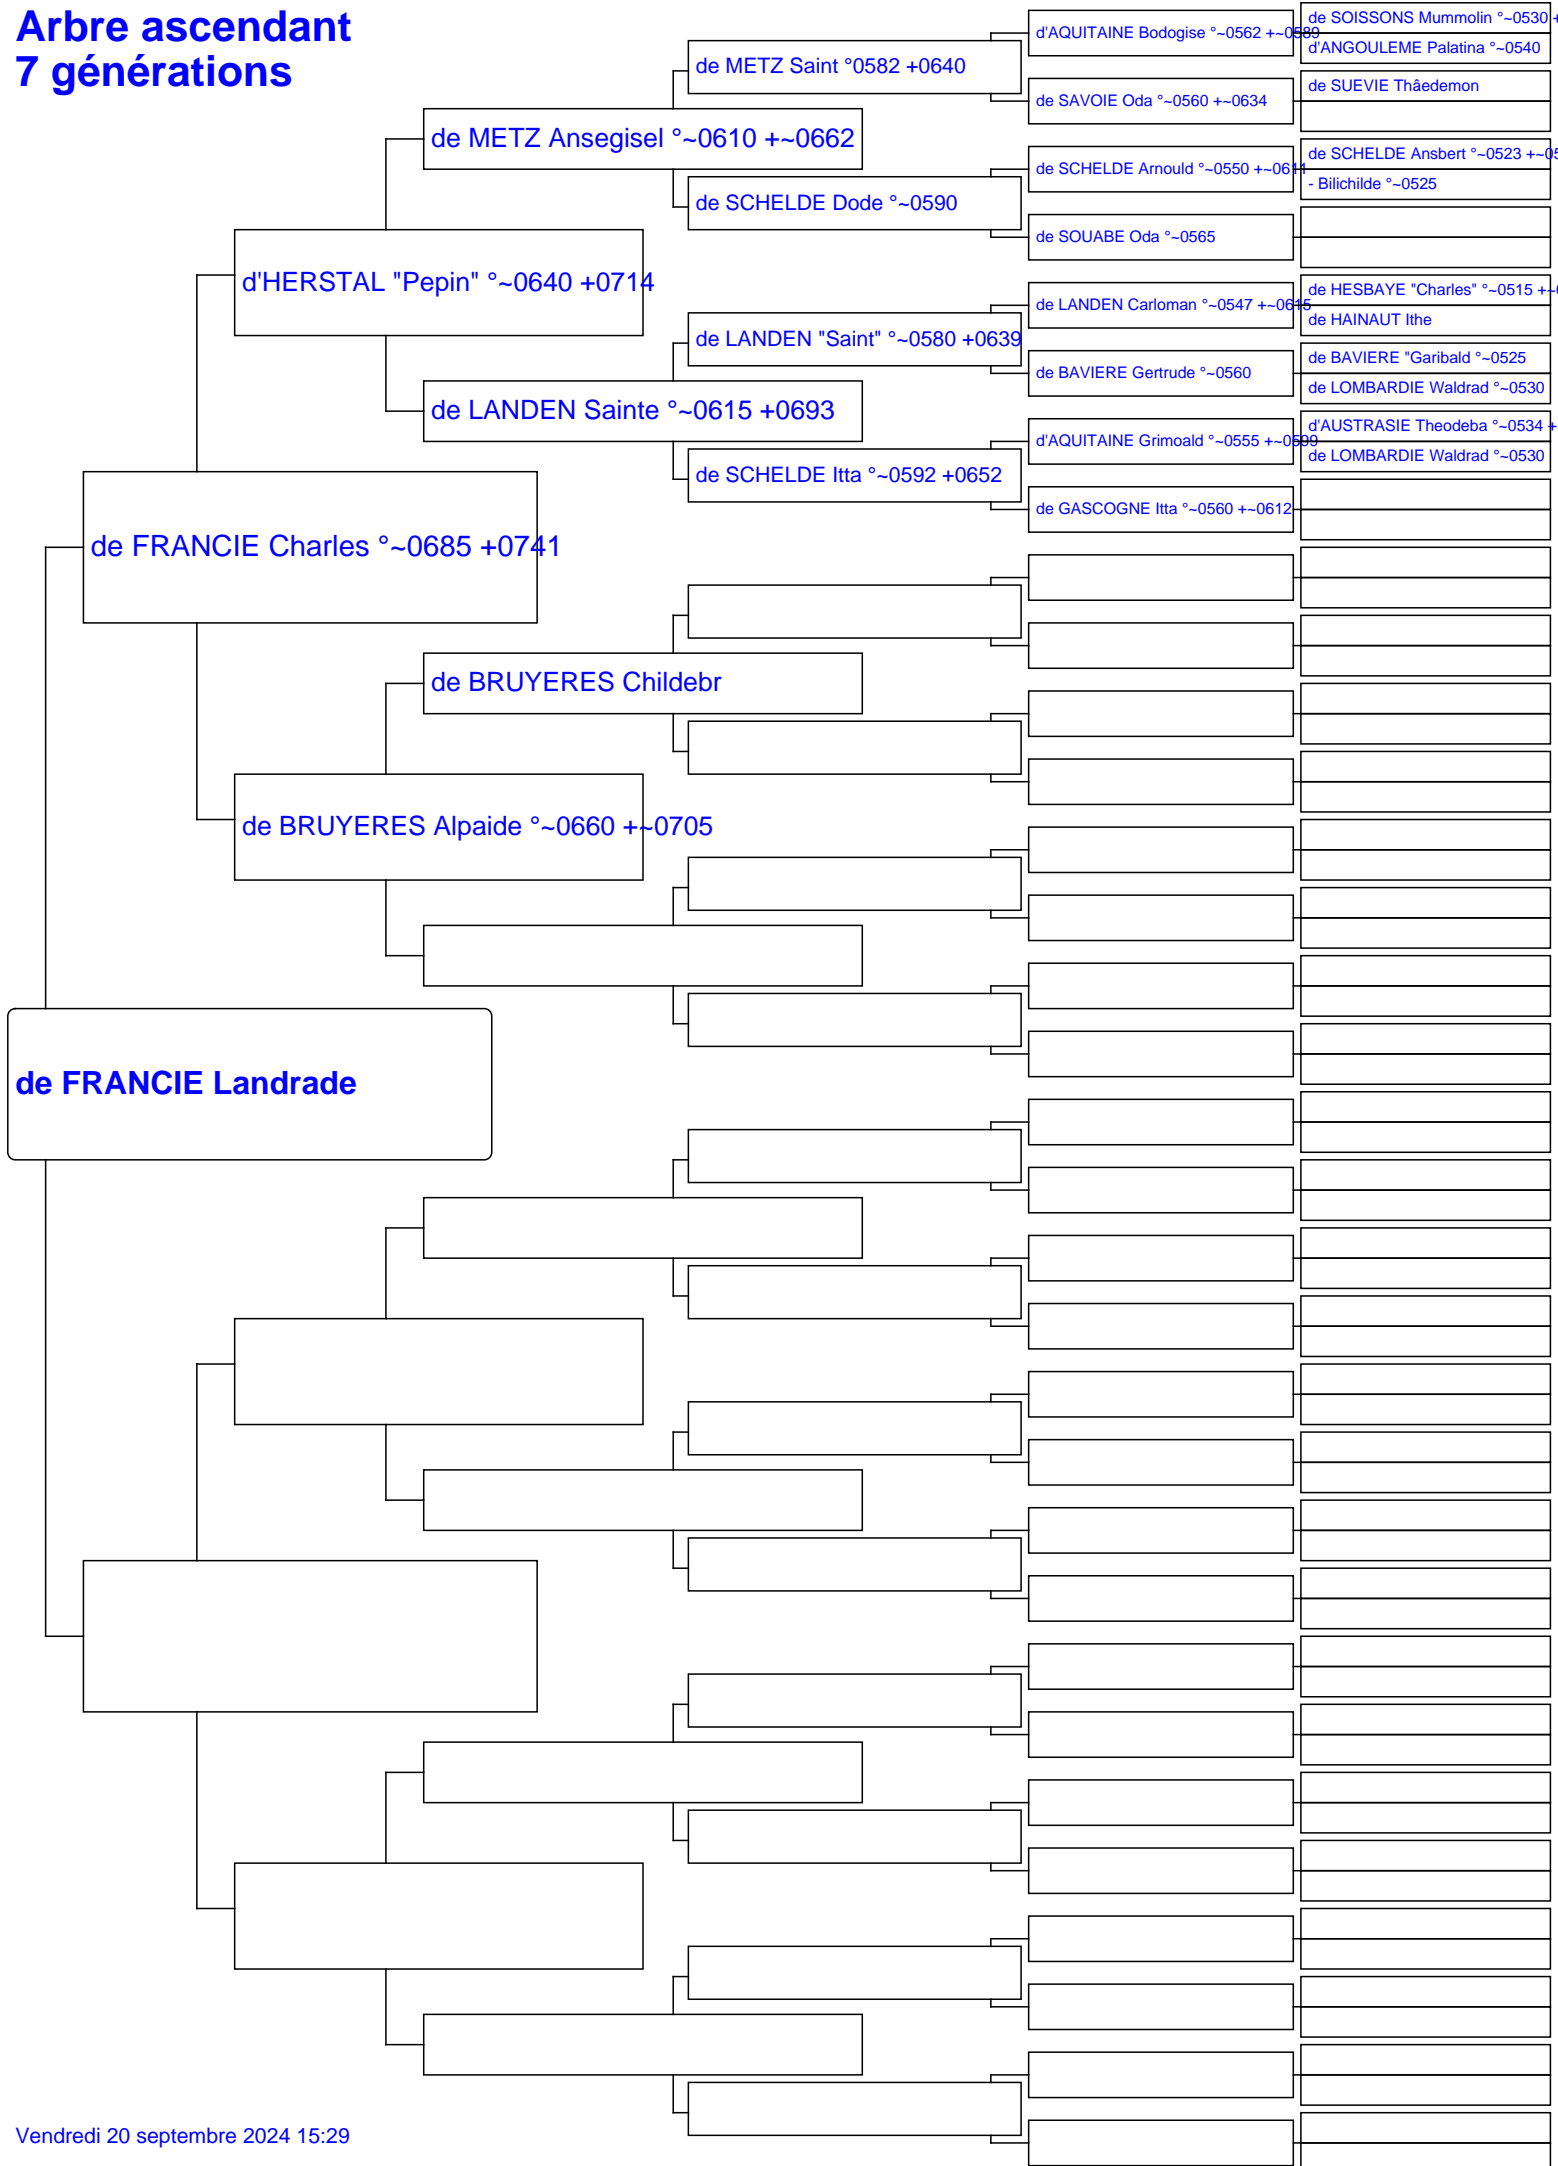 Arbre ascendant
7 générations
de SOISSONS Mummolin °~0530 +
d'AQUITAINE Bodogise °~0562 +~0589
d'ANGOULEME Palatina °~0540
de METZ Saint °0582 +0640
de SUEVIE Thâedemon
de SAVOIE Oda °~0560 +~0634
de METZ Ansegisel °~0610 +~0662
de SCHELDE Ansbert °~0523 +~05
de SCHELDE Arnould °~0550 +~0611
- Bilichilde °~0525
de SCHELDE Dode °~0590
de SOUABE Oda °~0565
d'HERSTAL "Pepin" °~0640 +0714
de HESBAYE "Charles" °~0515 +~0
de LANDEN Carloman °~0547 +~0615
de HAINAUT Ithe
de LANDEN "Saint" °~0580 +0639
de BAVIERE "Garibald °~0525
de BAVIERE Gertrude °~0560
de LOMBARDIE Waldrad °~0530
de LANDEN Sainte °~0615 +0693
d'AUSTRASIE Theodeba °~0534 +
d'AQUITAINE Grimoald °~0555 +~0599
de LOMBARDIE Waldrad °~0530
de SCHELDE Itta °~0592 +0652
de GASCOGNE Itta °~0560 +~0612
de FRANCIE Charles °~0685 +0741
de BRUYERES Childebr
de BRUYERES Alpaide °~0660 +~0705
de FRANCIE Landrade
Vendredi 20 septembre 2024 15:29